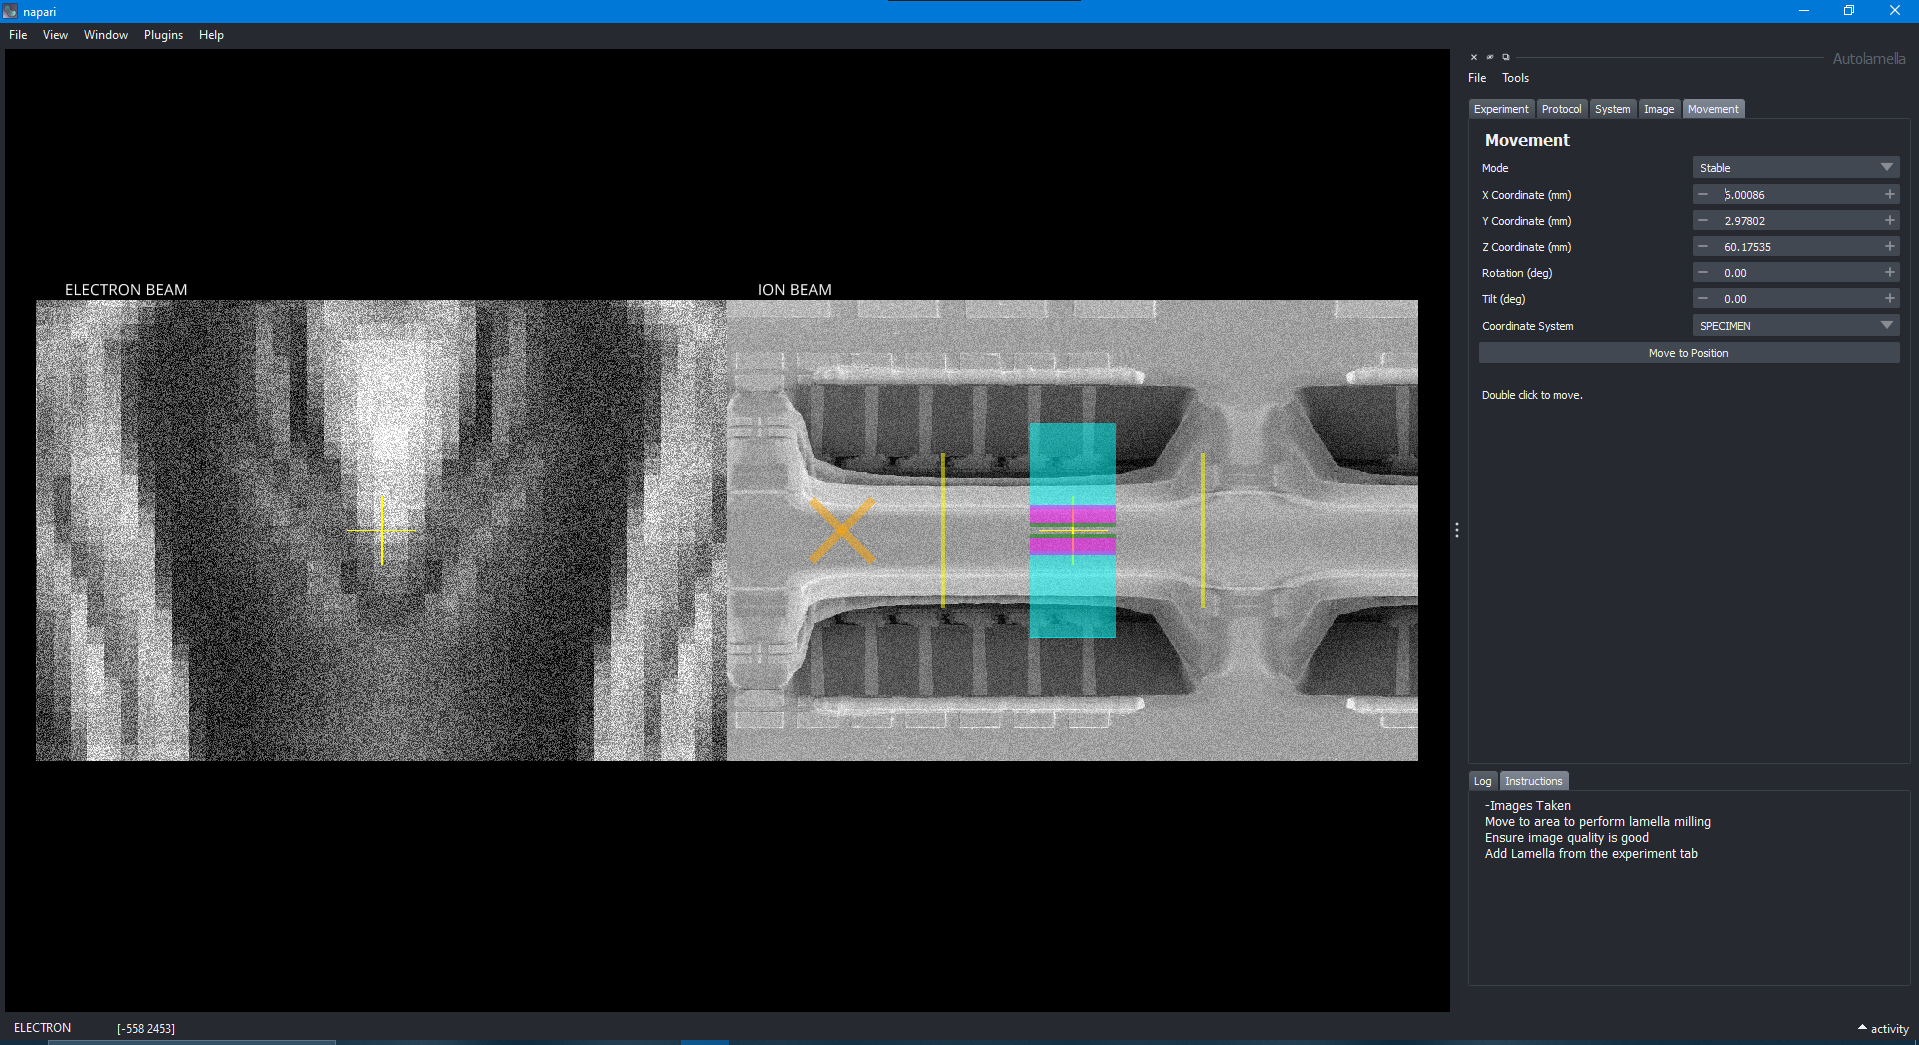 napari
File View Window Plugins Help
Autolamella
File Tools
Experiment Protocol System Image Movement
Movement
Mode Stable
X Coordinate (mm) 5.00086
Y Coordinate (mm) 2.97802
Z Coordinate (mm) 60.17535
Rotation (deg) 0.00
Tilt (deg) 0.00
Coordinate System SPECIMEN
Move to Position
Double click to move.
ELECTRON BEAM
ION BEAM
Log Instructions
-Images Taken
Move to area to perform lamella milling
Ensure image quality is good
Add Lamella from the experiment tab
ELECTRON [-558 2453]
activity